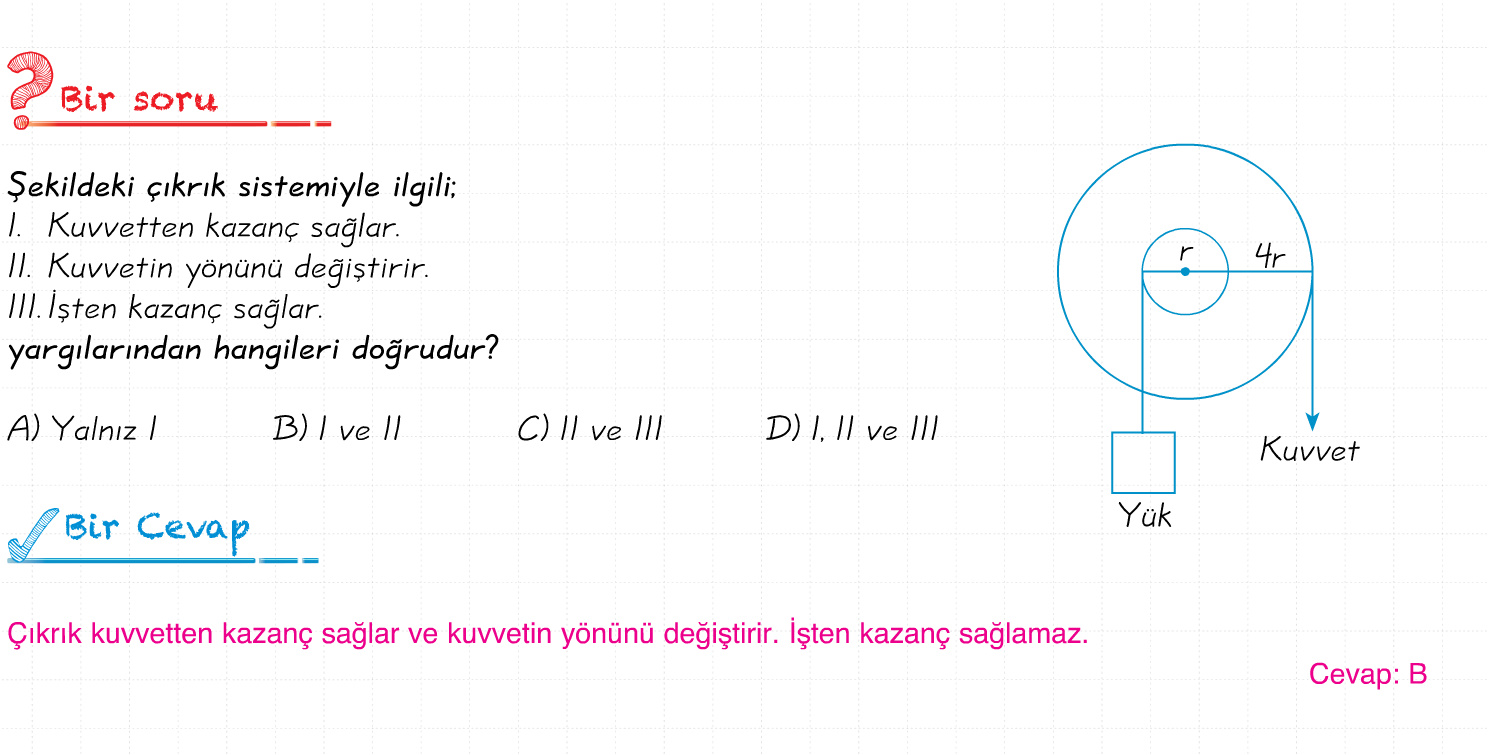 Bir soru
Şekildeki çıkrık sistemiyle ilgili;
I. Kuvvetten kazanç sağlar.
II. Kuvvetin yönünü değiştirir.
III. İşten kazanç sağlar.
yargılarından hangileri doğrudur?
A) Yalnız I B) I ve II C) II ve III D) I, II ve III
r 4r
Kuvvet
Yük
Bir Cevap
Çıkrık kuvvetten kazanç sağlar ve kuvvetin yönünü değiştirir. İşten kazanç sağlamaz.
Cevap: B